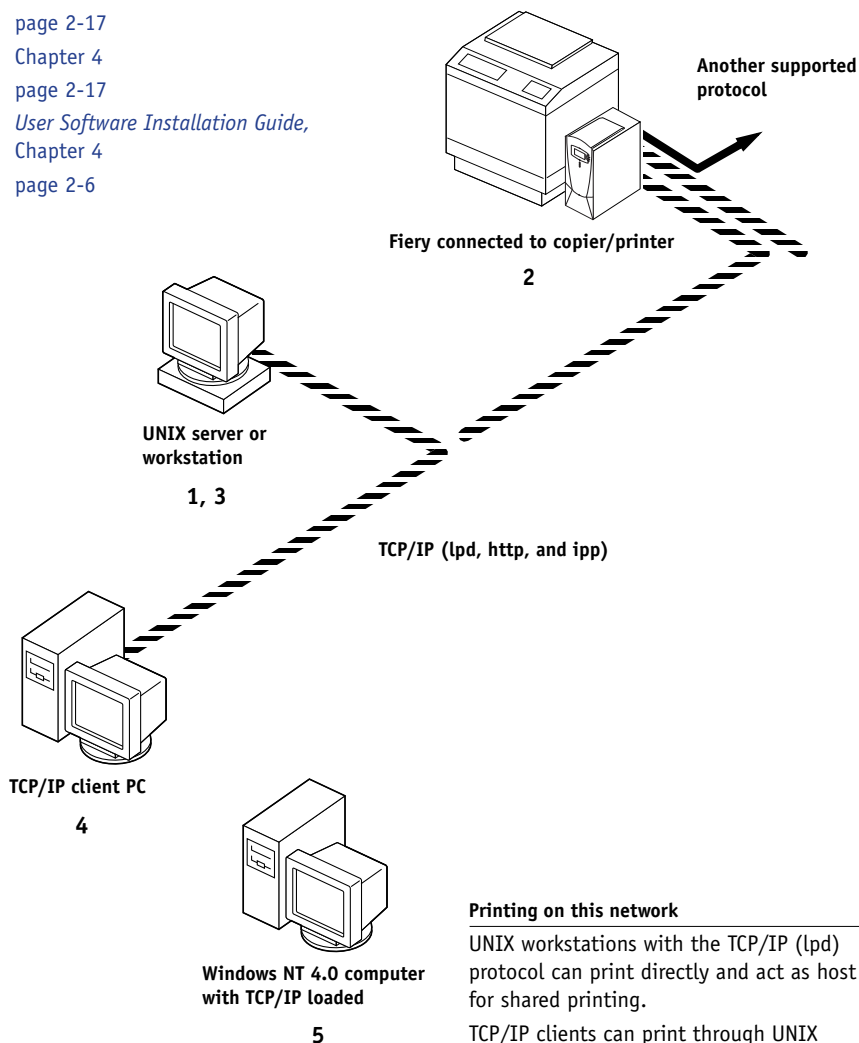 page 2-17
Chapter 4
page 2-17
User Software Installation Guide,
Chapter 4
page 2-6
Another supported
protocol
Fiery connected to copier/printer
2
UNIX server or
workstation
1, 3
TCP/IP (lpd, http, and ipp)
TCP/IP client PC
4
Windows NT 4.0 computer
with TCP/IP loaded
5
Printing on this network
UNIX workstations with the TCP/IP (lpd)
protocol can print directly and act as host
for shared printing.
TCP/IP clients can print through UNIX